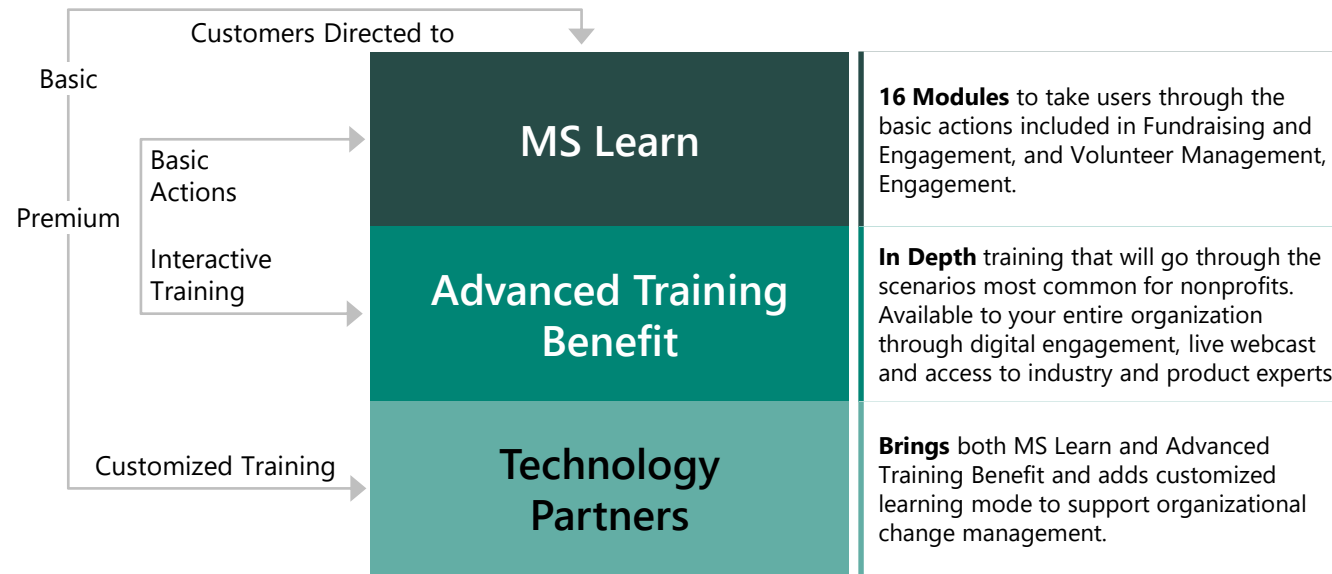 Customers Directed to
Basic
Basic
Actions
Premium
Interactive
Training
Customized Training
MS Learn
16 Modules to take users through the
basic actions included in Fundraising and
Engagement, and Volunteer Management,
Engagement.
Advanced Training
Benefit
In Depth training that will go through the
scenarios most common for nonprofits.
Available to your entire organization
through digital engagement, live webcast
and access to industry and product experts
Technology
Partners
Brings both MS Learn and Advanced
Training Benefit and adds customized
learning mode to support organizational
change management.